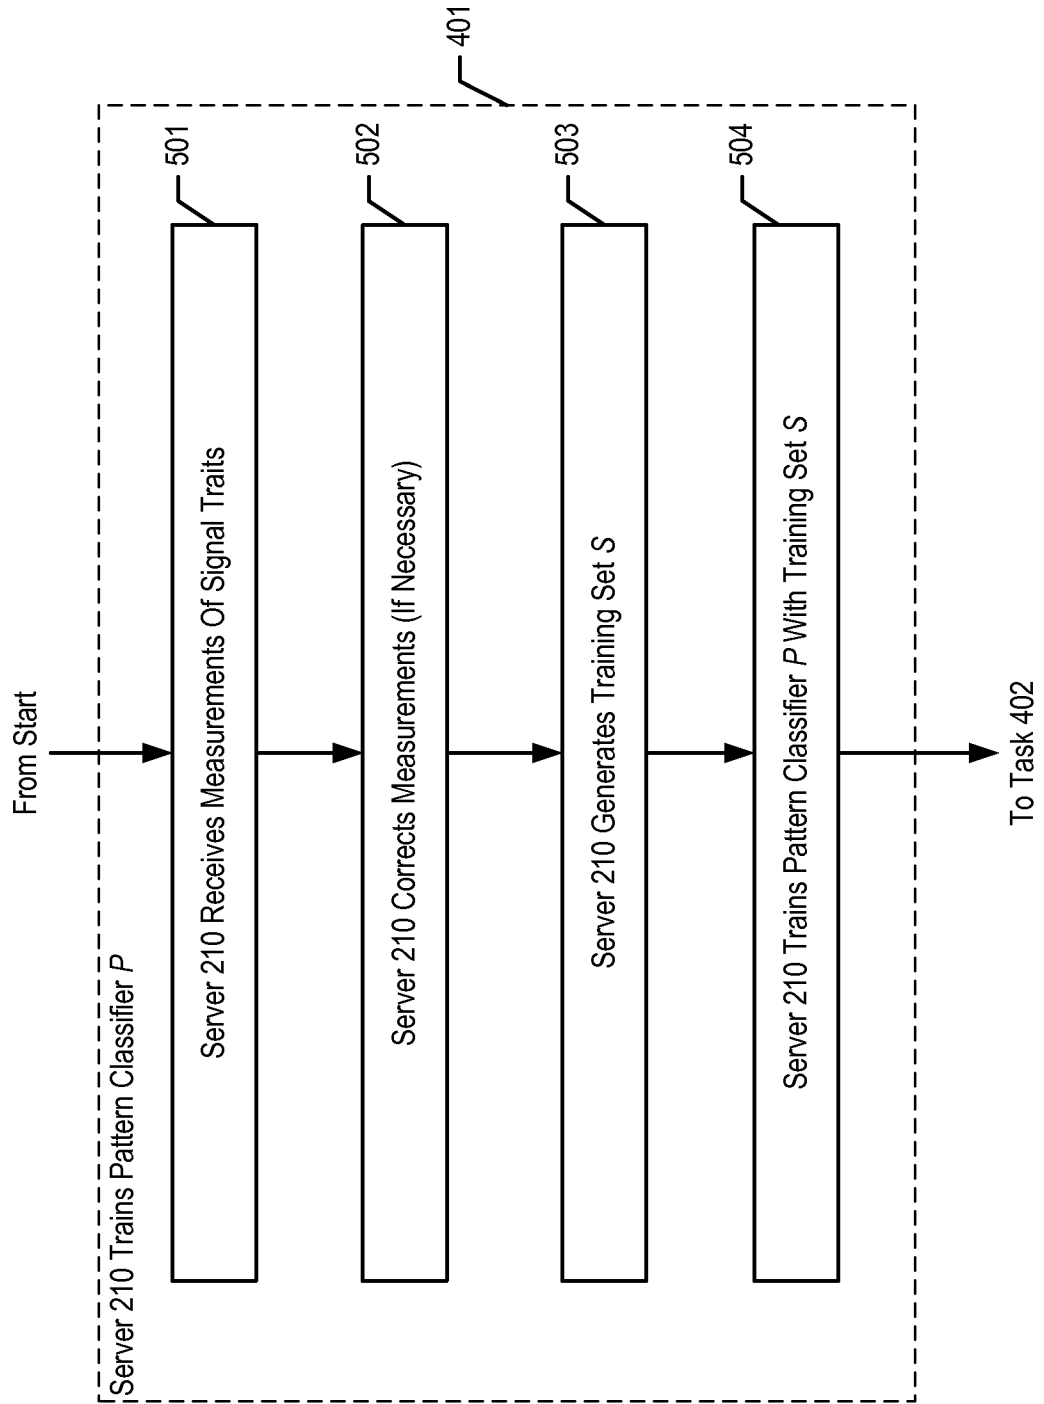 From Start
401
Server 210 Trains Pattern Classifier P
501
Server 210 Receives Measurements Of Signal Traits
502
Server 210 Corrects Measurements (If Necessary)
503
Server 210 Generates Training Set S
504
Server 210 Trains Pattern Classifier P With Training Set S
To Task 402